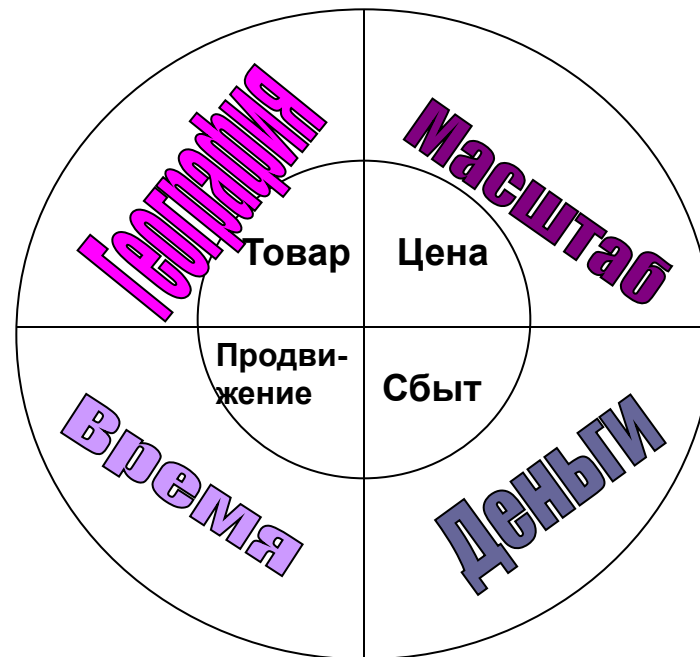 География
Масштаб
Товар
Цена
Продви-
жение
Сбыт
Время
Деньги